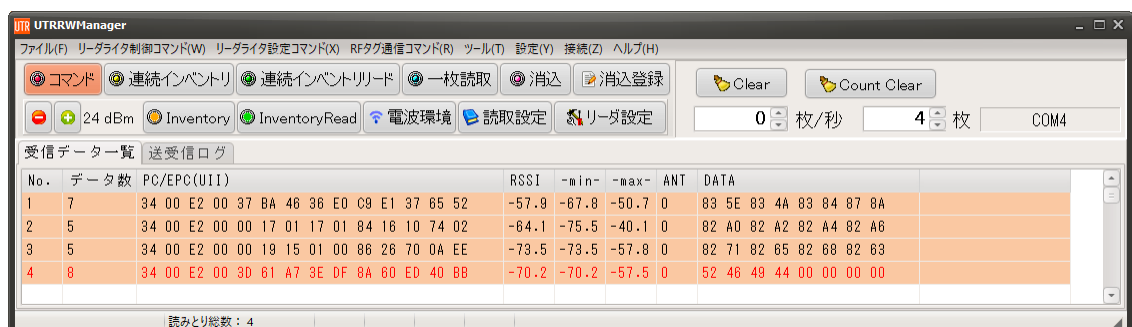 UTR UTRRWManager
ファイル(F) リーダライタ制御コマンド(W) リーダライタ設定コマンド(X) RFタグ通信コマンド(R) ツール(T) 設定(Y) 接続(Z) ヘルプ(H)
コマンド 連続インベントリ 連続インベントリリード 一枚読取 消込 消込登録 Clear Count Clear
24 dBm Inventory InventoryRead 電波環境 読取設定 リーダ設定 0 枚/秒 4 枚 COM4
受信データ一覧 送受信ログ
No. データ数 PC/EPC(UII) RSSI -min- -max- ANT DATA
1 7 34 00 E2 00 37 BA 46 36 E0 C9 E1 37 65 52 -57.9 -67.8 -50.7 0 83 5E 83 4A 83 84 87 8A
2 5 34 00 E2 00 00 17 01 17 01 84 16 10 74 02 -64.1 -75.5 -40.1 0 82 A0 82 A2 82 A4 82 A6
3 5 34 00 E2 00 00 19 15 01 00 86 26 70 0A EE -73.5 -73.5 -57.8 0 82 71 82 65 82 68 82 63
4 8 34 00 E2 00 3D 61 A7 3E DF 8A 60 ED 40 BB -70.2 -70.2 -57.5 0 52 46 49 44 00 00 00 00
読みとり総数: 4